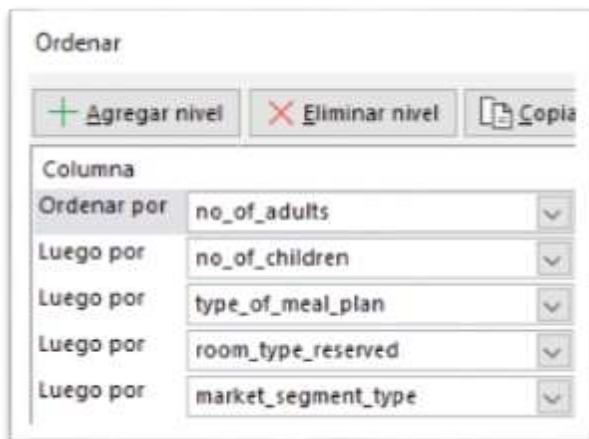 Ordenar
Agregar nivel Eliminar nivel Copia
Columna
Ordenar por no_of_adults
Luego por no_of_children
Luego por type_of_meal_plan
Luego por room_type_reserved
Luego por market_segment_type